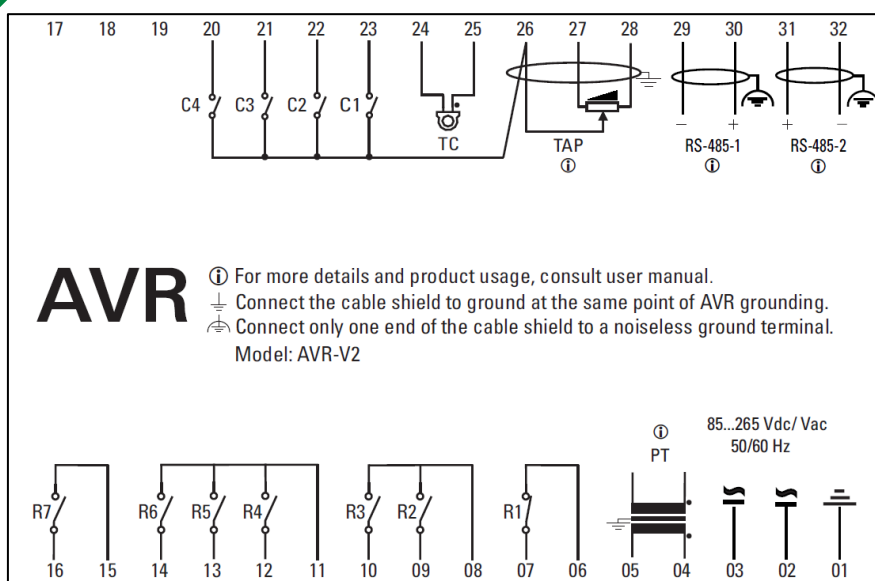 17 18 19 20 21 22 23 24 25 26 27 28 29 30 31 32
C4 C3 C2 C1
− + + −
TC TAP RS-485-1 RS-485-2
ⓘ ⓘ ⓘ
AVR
ⓘ For more details and product usage, consult user manual.
Connect the cable shield to ground at the same point of AVR grounding.
Connect only one end of the cable shield to a noiseless ground terminal.
Model: AVR-V2
85...265 Vdc/ Vac
50/60 Hz
ⓘ
PT
R7 R6 R5 R4 R3 R2 R1
16 15 14 13 12 11 10 09 08 07 06 05 04 03 02 01